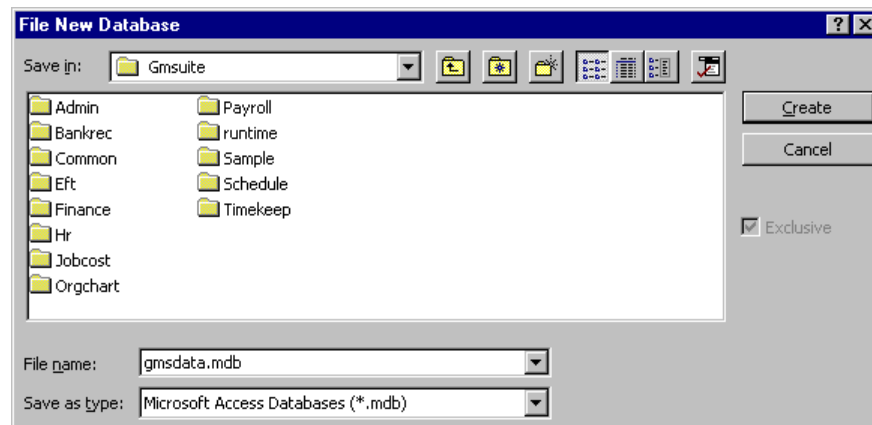 File New Database
Save in: Gmsuite
Admin Payroll
Create
Bankrec runtime
Common Sample
Cancel
Eft Schedule
Finance Timekeep
Hr
Exclusive
Jobcost
Orgchart
File name: gmsdata.mdb
Save as type: Microsoft Access Databases (*.mdb)